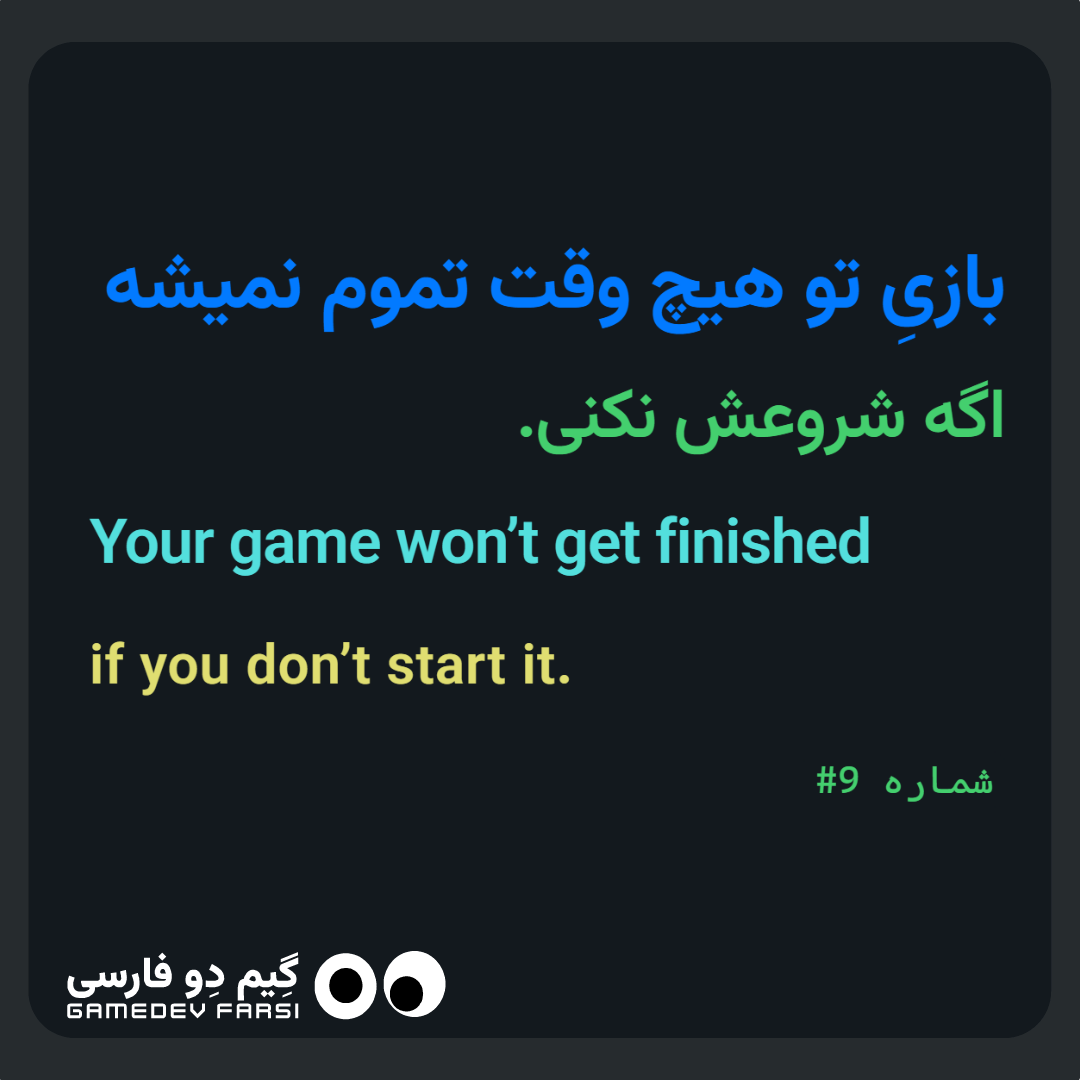 بازیِ تو هیچ وقت تموم نمیشه
اگه شروعش نکنی.
Your game won’t get finished
if you don’t start it.
شماره 9#
گِیم دِو فارسی
GAMEDEV FARSI